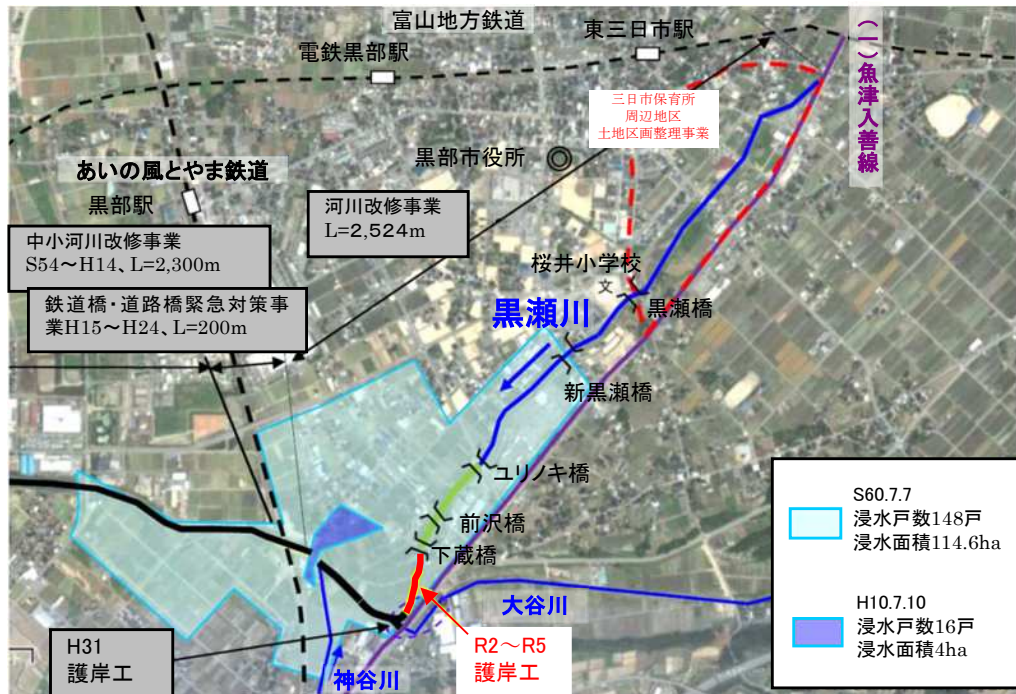 富山地方鉄道
電鉄黒部駅
東三日市駅
(一)魚津入善線
三日市保育所
周辺地区
土地区画整理事業
黒部市役所
あいの風とやま鉄道
黒部駅
河川改修事業
L=2,524m
中小河川改修事業
S54～H14、L=2,300m
鉄道橋・道路橋緊急対策事
業H15～H24、L=200m
桜井小学校
文
黒瀬橋
黒瀬川
新黒瀬橋
ユリノキ橋
前沢橋
下蔵橋
大谷川
神谷川
H31
護岸工
R2～R5
護岸工
S60.7.7
浸水戸数148戸
浸水面積114.6ha
H10.7.10
浸水戸数16戸
浸水面積4ha